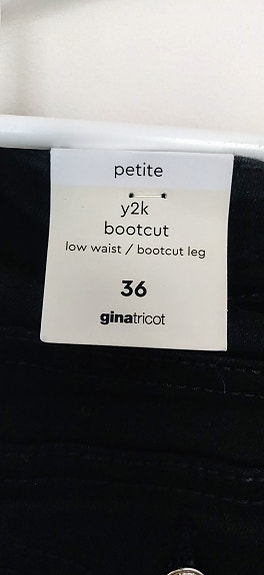 petite
y2k
bootcut
low waist / bootcut leg
36
ginatricot